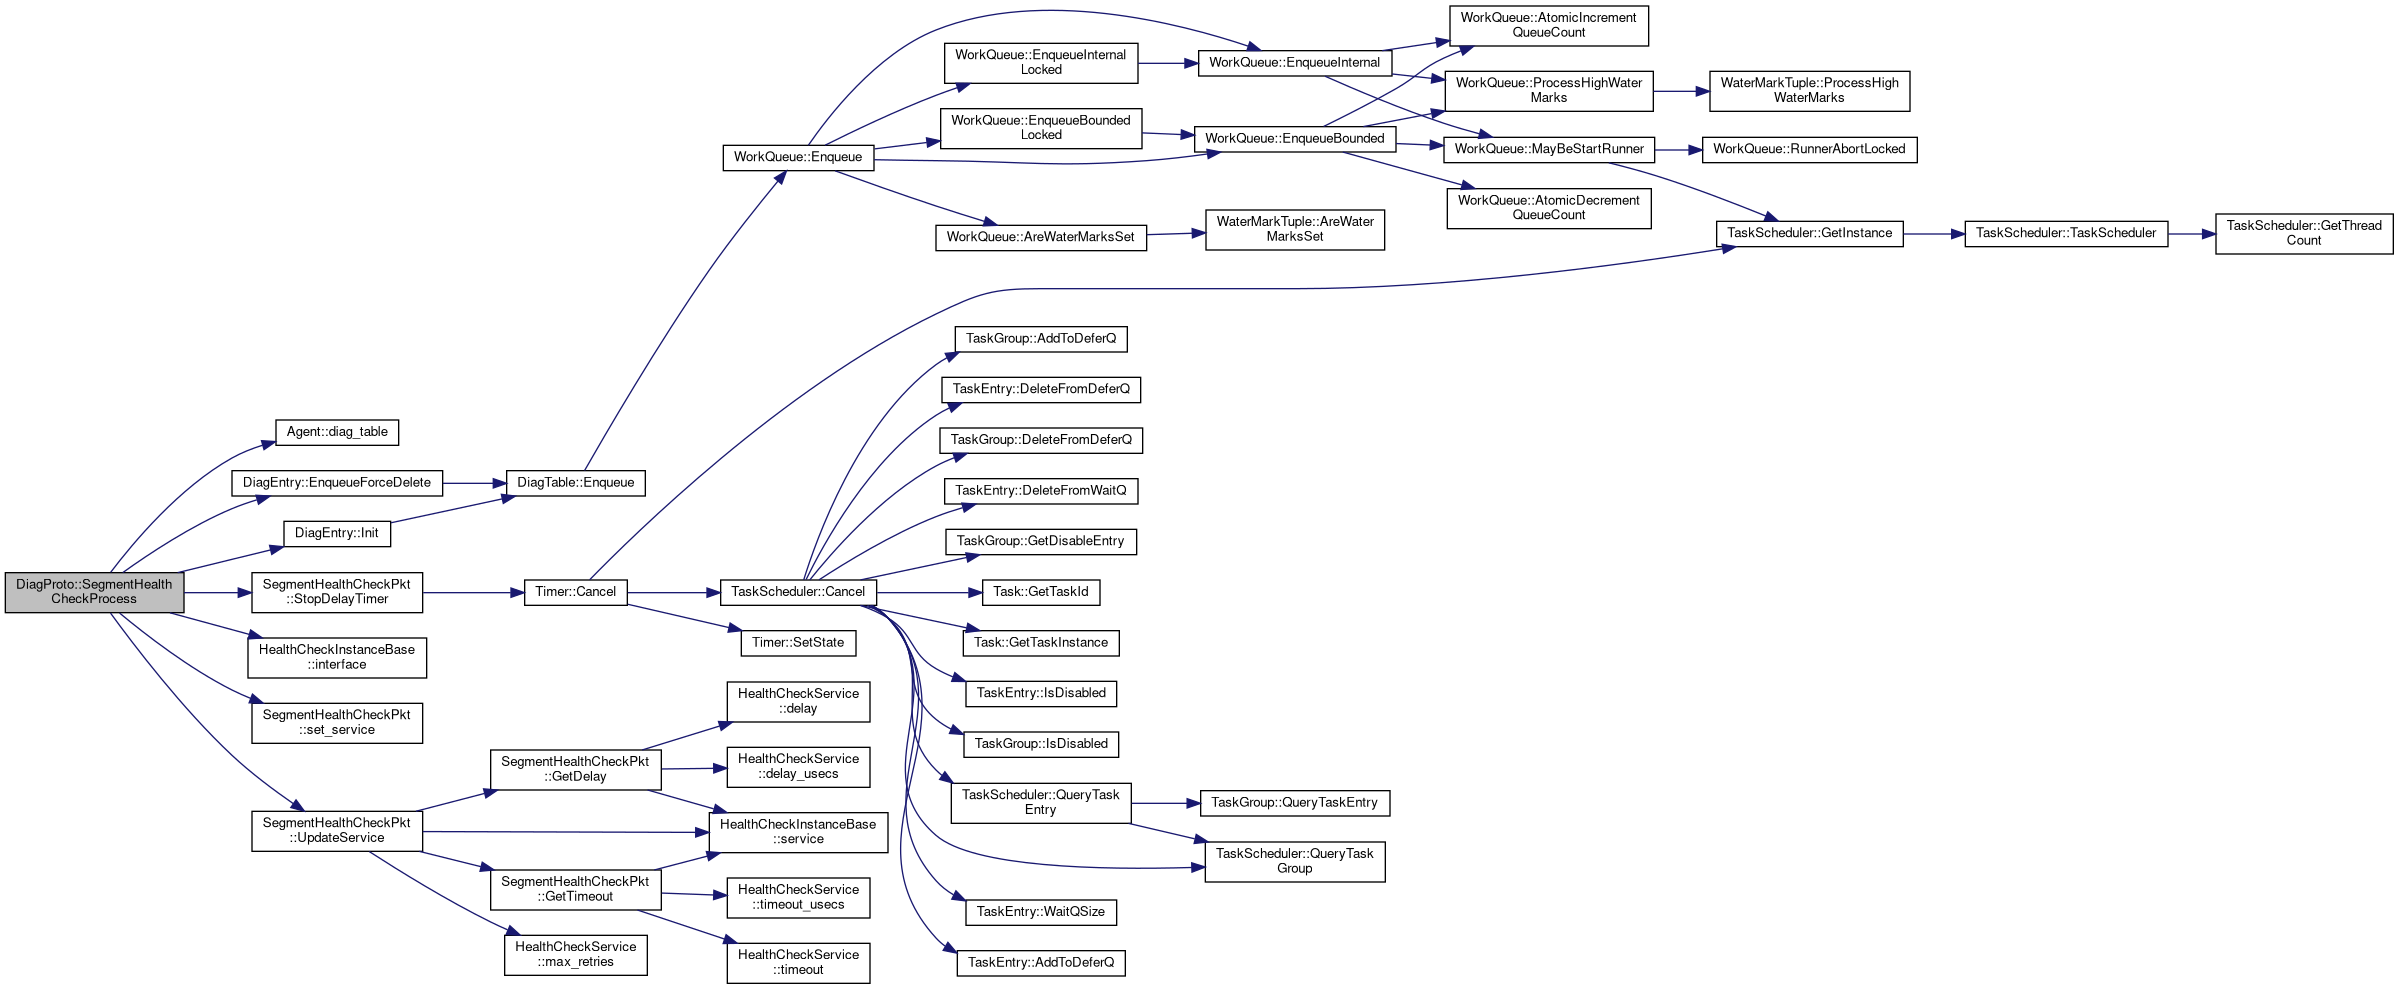 DiagProto::SegmentHealth
CheckProcess
Agent::diag_table
DiagEntry::EnqueueForceDelete
DiagEntry::Init
SegmentHealthCheckPkt
::StopDelayTimer
HealthCheckInstanceBase
::interface
SegmentHealthCheckPkt
::set_service
SegmentHealthCheckPkt
::UpdateService
DiagTable::Enqueue
Timer::Cancel
SegmentHealthCheckPkt
::GetDelay
SegmentHealthCheckPkt
::GetTimeout
HealthCheckService
::max_retries
WorkQueue::Enqueue
TaskScheduler::Cancel
Timer::SetState
HealthCheckService
::delay
HealthCheckService
::delay_usecs
HealthCheckInstanceBase
::service
HealthCheckService
::timeout_usecs
HealthCheckService
::timeout
WorkQueue::EnqueueInternal
Locked
WorkQueue::EnqueueBounded
Locked
WorkQueue::AreWaterMarksSet
TaskGroup::AddToDeferQ
TaskEntry::DeleteFromDeferQ
TaskGroup::DeleteFromDeferQ
TaskEntry::DeleteFromWaitQ
TaskGroup::GetDisableEntry
Task::GetTaskId
Task::GetTaskInstance
TaskEntry::IsDisabled
TaskGroup::IsDisabled
TaskScheduler::QueryTask
Entry
TaskEntry::WaitQSize
TaskEntry::AddToDeferQ
WorkQueue::EnqueueInternal
WorkQueue::EnqueueBounded
WaterMarkTuple::AreWater
MarksSet
TaskGroup::QueryTaskEntry
TaskScheduler::QueryTask
Group
WorkQueue::AtomicIncrement
QueueCount
WorkQueue::ProcessHighWater
Marks
WorkQueue::MayBeStartRunner
WorkQueue::AtomicDecrement
QueueCount
WaterMarkTuple::ProcessHigh
WaterMarks
WorkQueue::RunnerAbortLocked
TaskScheduler::GetInstance
TaskScheduler::TaskScheduler
TaskScheduler::GetThread
Count